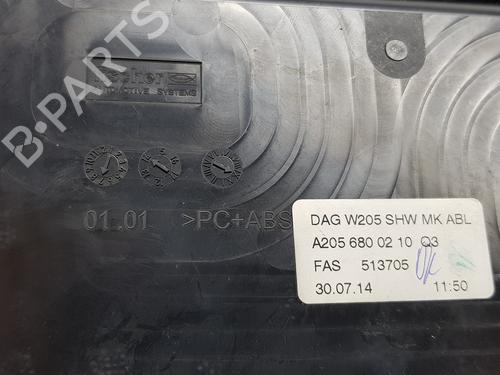 fischer
AUTOMOTIVE SYSTEMS
B-PARTS
01.01 >PC+ABS
DAG W205 SHW MK ABL
A205 680 02 10 Q3
FAS 513705
30.07.14 11:50